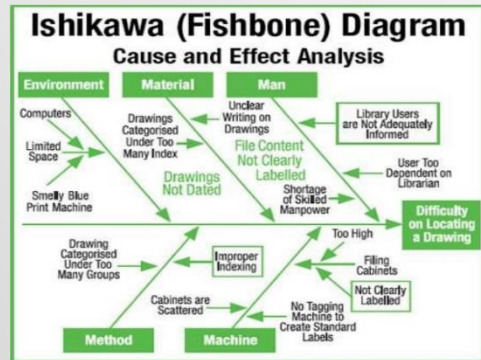 Ishikawa (Fishbone) Diagram
Cause and Effect Analysis
Environment
Material
Man
Computers
Limited
Space
Smelly Blue
Print Machine
Drawings
Categorised
Under Too
Many Index
Drawings
Not Dated
Unclear
Writing on
Drawings
File Content
Not Clearly
Labelled
Shortage
of Skilled
Manpower
Library Users
are Not Adequately
Informed
User Too
Dependent on
Librarian
Difficulty
on Locating
a Drawing
Drawing
Categorised
Under Too
Many Groups
Improper
Indexing
Cabinets are
Scattered
Too High
Filing
Cabinets
Not Clearly
Labelled
No Tagging
Machine to
Create Standard
Labels
Method
Machine